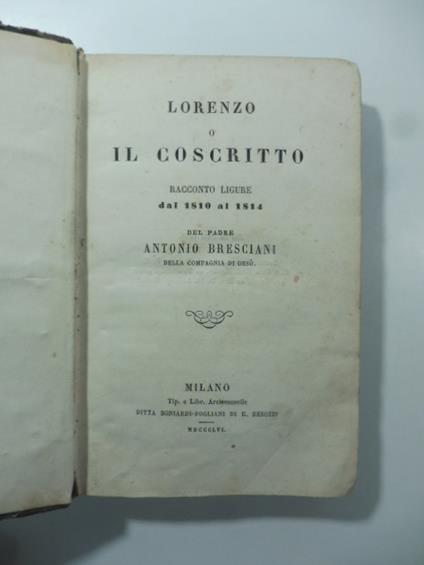 LORENZO
O
IL COSCRITTO
RACCONTO LIGURE
dal 1810 al 1814
DEL PADRE
ANTONIO BRESCIANI
DELLA COMPAGNIA DI GESÙ.
MILANO
Tip. e Libr. Arcivescovile
DITTA BONIARDI-POGLIANI DI E. BESOZZI
MDCCCLVI.